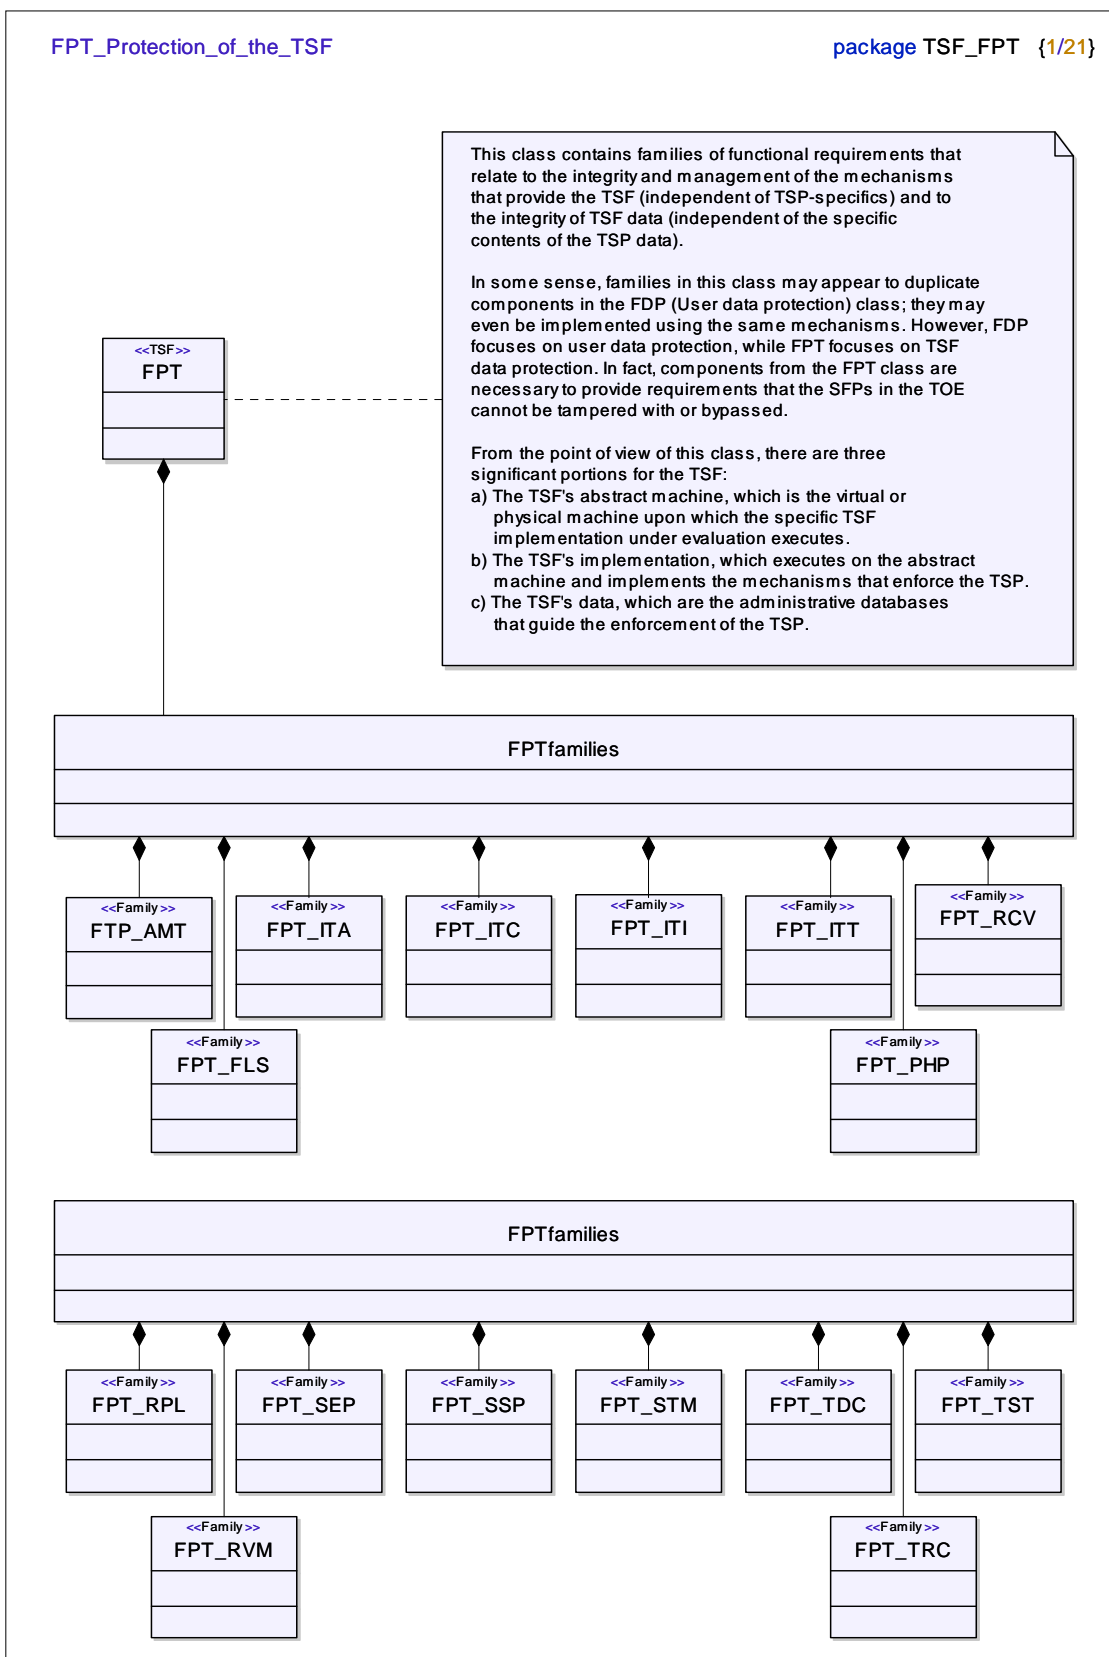 FPT_Protection_of_the_TSF
package TSF_FPT {1/21}
This class contains families of functional requirements that
relate to the integrity and management of the mechanisms
that provide the TSF (independent of TSP-specifics) and to
the integrity of TSF data (independent of the specific
contents of the TSP data).
In some sense, families in this class may appear to duplicate
components in the FDP (User data protection) class; they may
even be implemented using the same mechanisms. However, FDP
focuses on user data protection, while FPT focuses on TSF
data protection. In fact, components from the FPT class are
necessary to provide requirements that the SFPs in the TOE
cannot be tampered with or bypassed.
From the point of view of this class, there are three
significant portions for the TSF:
a) The TSF's abstract machine, which is the virtual or
physical machine upon which the specific TSF
implementation under evaluation executes.
b) The TSF's implementation, which executes on the abstract
machine and implements the mechanisms that enforce the TSP.
c) The TSF's data, which are the administrative databases
that guide the enforcement of the TSP.
<<TSF>>
FPT
FPTfamilies
<<Family>>
FTP_AMT
<<Family>>
FPT_ITA
<<Family>>
FPT_ITC
<<Family>>
FPT_ITI
<<Family>>
FPT_ITT
<<Family>>
FPT_RCV
<<Family>>
FPT_FLS
<<Family>>
FPT_PHP
FPTfamilies
<<Family>>
FPT_RPL
<<Family>>
FPT_SEP
<<Family>>
FPT_SSP
<<Family>>
FPT_STM
<<Family>>
FPT_TDC
<<Family>>
FPT_TST
<<Family>>
FPT_RVM
<<Family>>
FPT_TRC